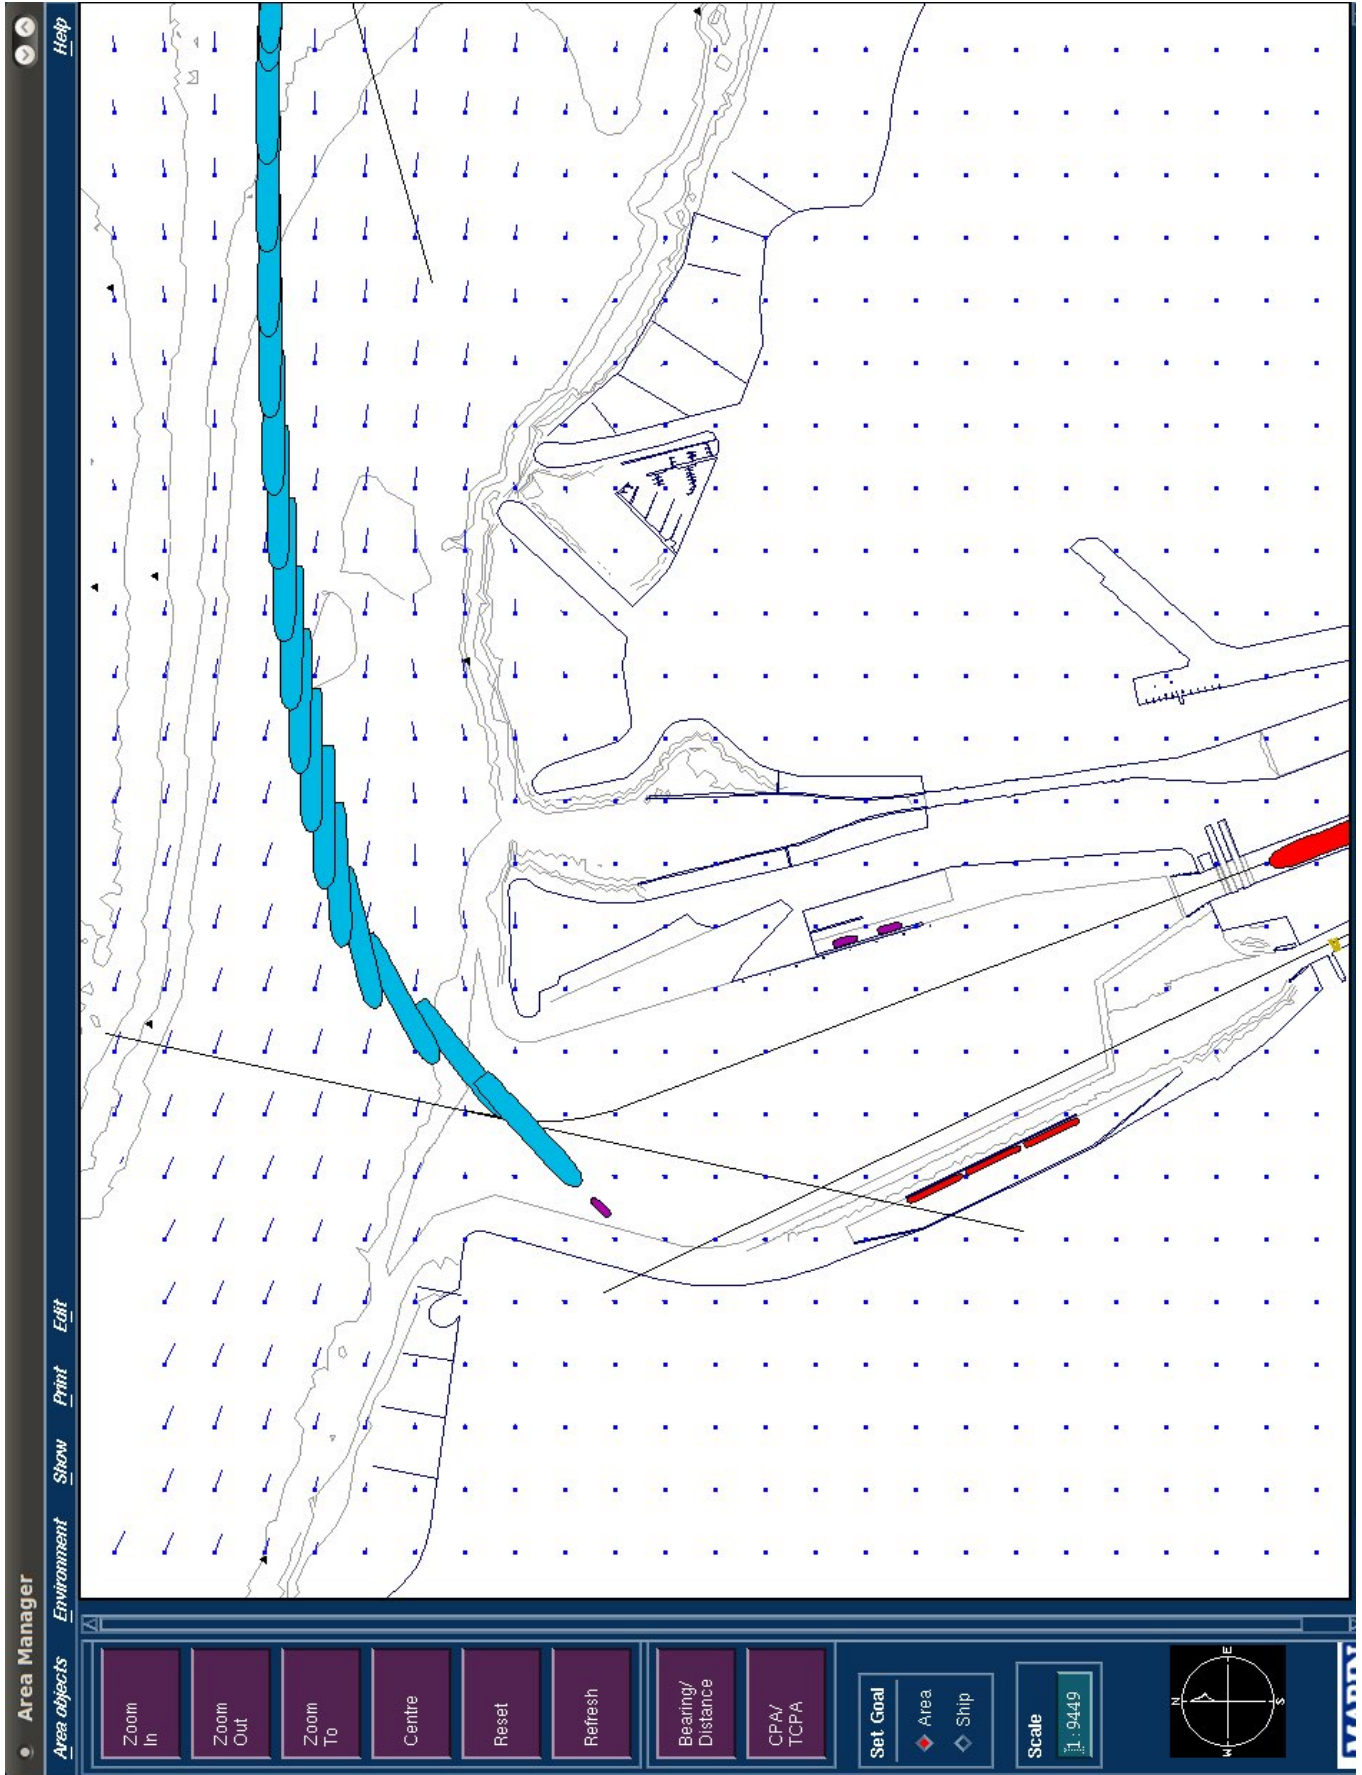 Area Manager
Area objects Environment Show Print Edit Help
Zoom
In
Zoom
Out
Zoom
To
Centre
Reset
Refresh
Bearing/
Distance
CPA/
TCPA
Set Goal
Area
Ship
Scale
1 : 9449
N
W E
S